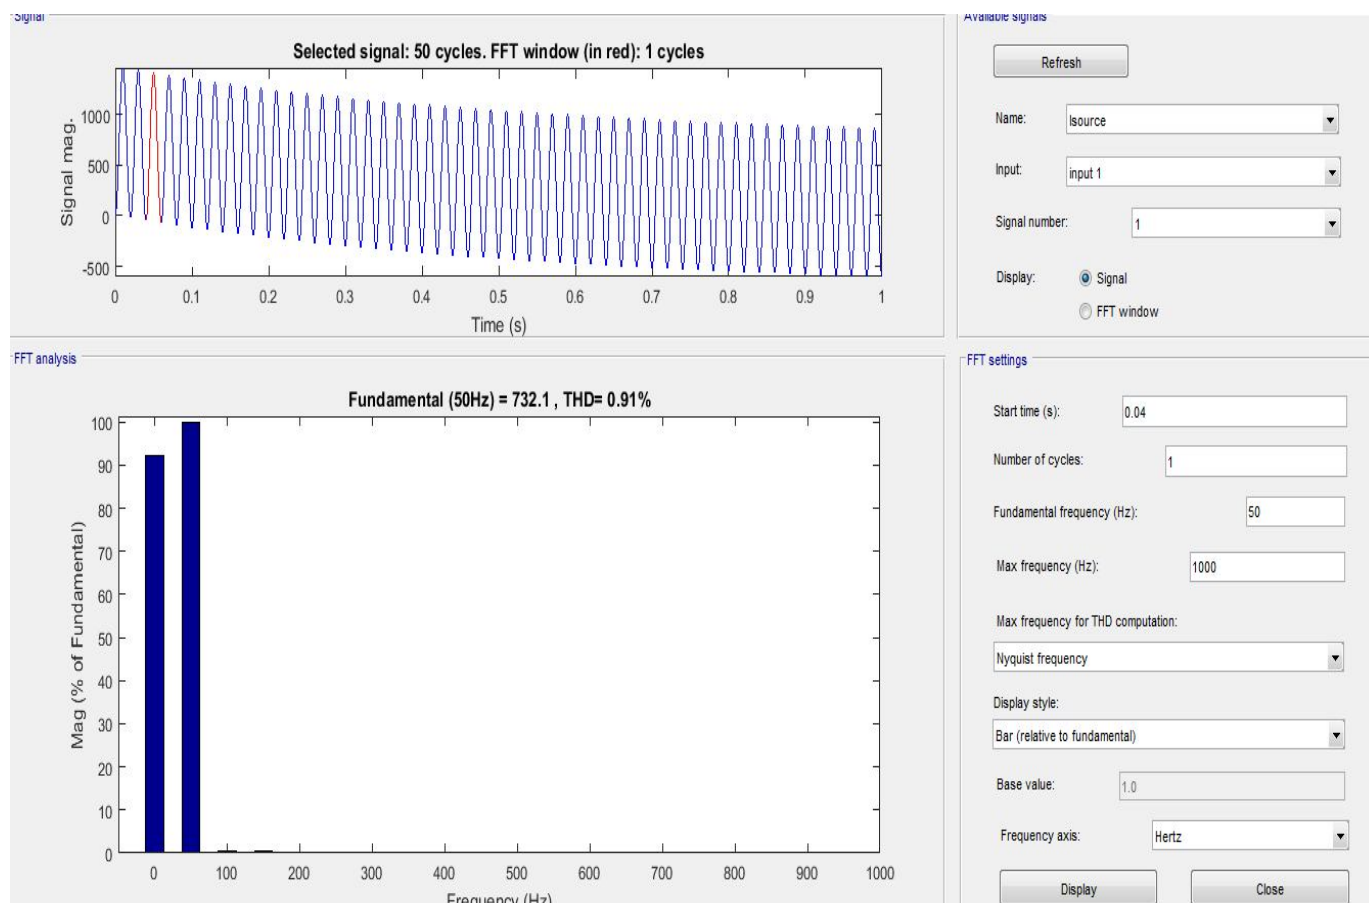 Signal
Selected signal: 50 cycles. FFT window (in red): 1 cycles
Signal mag.
1000
500
0
-500
0 0.1 0.2 0.3 0.4 0.5 0.6 0.7 0.8 0.9 1
Time (s)
Available signals
Refresh
Name: Isource
Input: input 1
Signal number: 1
Display: Signal
FFT window
FFT analysis
Fundamental (50Hz) = 732.1 , THD= 0.91%
Mag (% of Fundamental)
100
90
80
70
60
50
40
30
20
10
0
0 100 200 300 400 500 600 700 800 900 1000
Frequency (Hz)
FFT settings
Start time (s): 0.04
Number of cycles: 1
Fundamental frequency (Hz): 50
Max frequency (Hz): 1000
Max frequency for THD computation:
Nyquist frequency
Display style:
Bar (relative to fundamental)
Base value: 1.0
Frequency axis: Hertz
Display Close